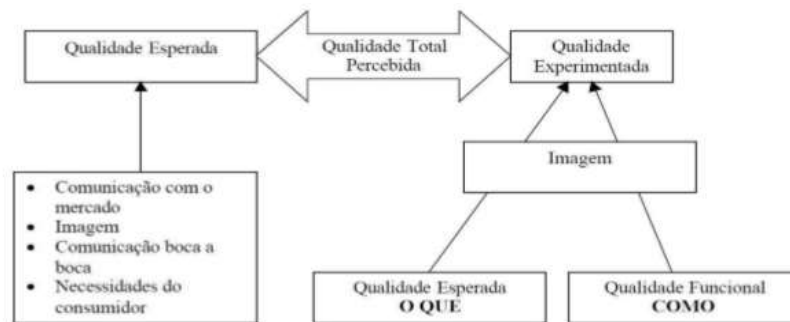 Qualidade Esperada
Qualidade Total
Percebida
Qualidade
Experimentada
Imagem
• Comunicação com o
mercado
• Imagem
• Comunicação boca a
boca
• Necessidades do
consumidor
Qualidade Esperada
O QUE
Qualidade Funcional
COMO